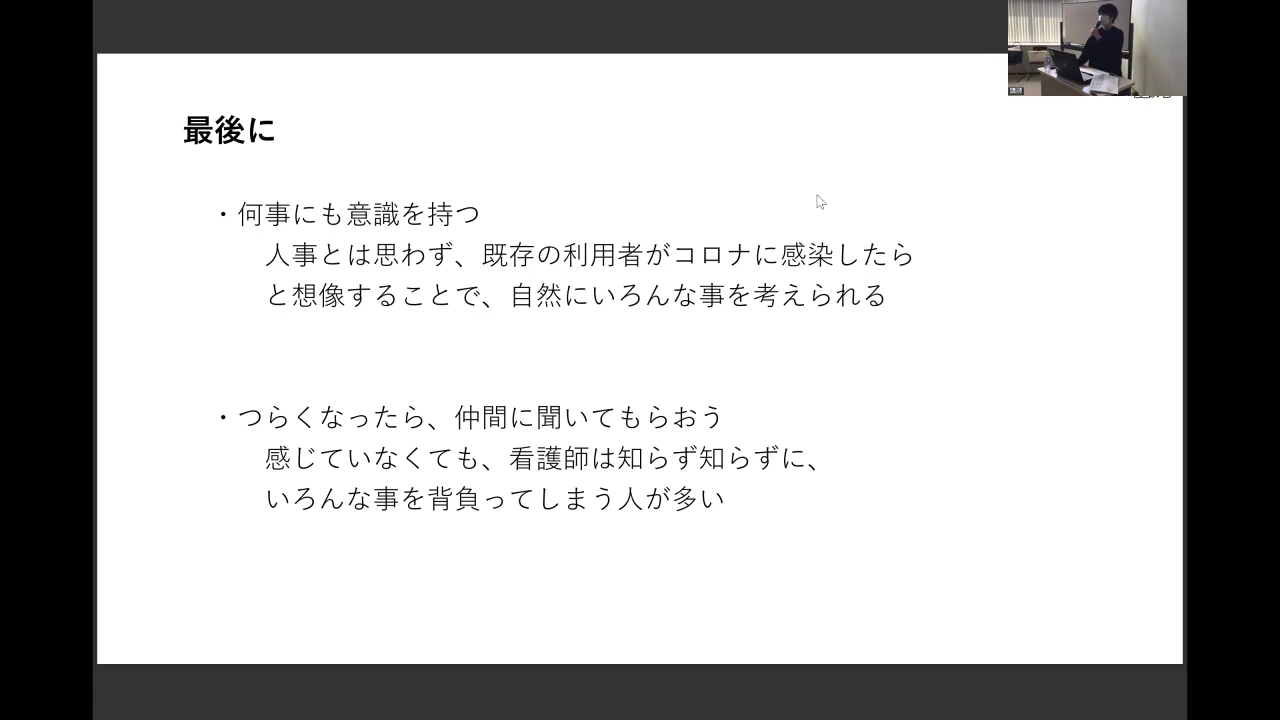 最後に
・何事にも意識を持つ
人事とは思わず、既存の利用者がコロナに感染したら
と想像することで、自然にいろんな事を考えられる
・つらくなったら、仲間に聞いてもらおう
感じていなくても、看護師は知らず知らずに、
いろんな事を背負ってしまう人が多い